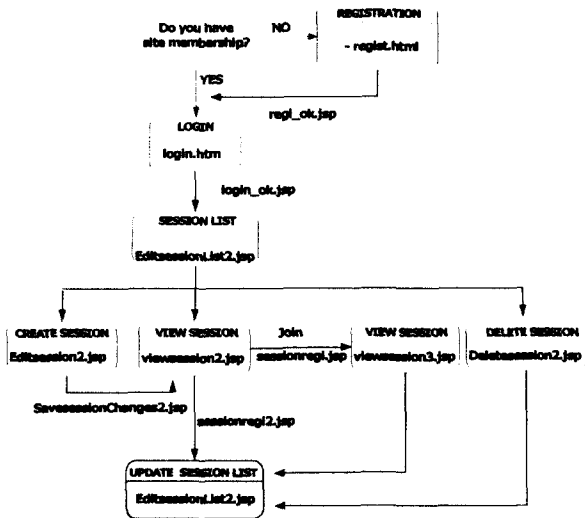 REGISTRATION
Do you have
site membership?
NO
- regist.html
YES
regi_ok.jsp
LOGIN
login.htm
login_ok.jsp
SESSION LIST
EditsessionList2.jsp
CREATE SESSION
Editsession2.jsp
VIEW SESSION
viewsession2.jsp
Join
sessionregi.jsp
VIEW SESSION
viewsession3.jsp
DELETE SESSION
Deletesession2.jsp
SavesessionChanges2.jsp
sessionregi2.jsp
UPDATE SESSION LIST
EditsessionList2.jsp